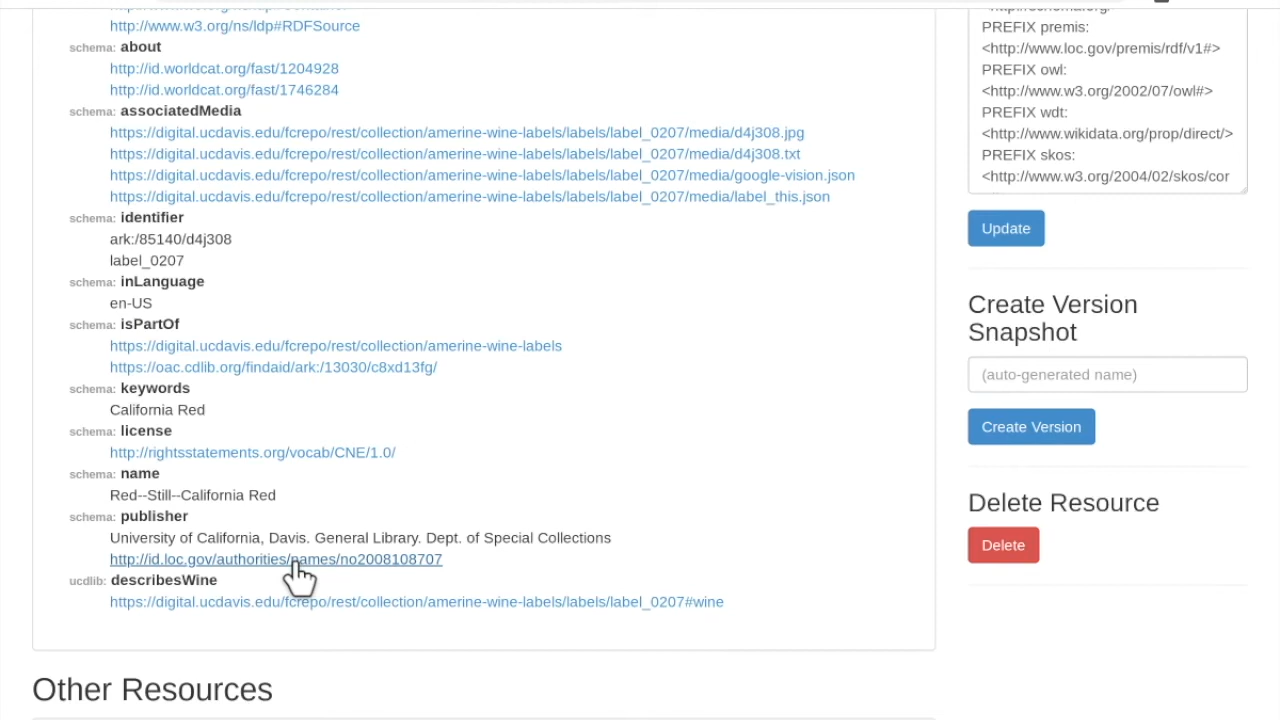 http://www.w3.org/ns/ldp#RDFSource
schema: about
http://id.worldcat.org/fast/1204928
http://id.worldcat.org/fast/1746284
schema: associatedMedia
https://digital.ucdavis.edu/fcrepo/rest/collection/amerine-wine-labels/labels/label_0207/media/d4j308.jpg
https://digital.ucdavis.edu/fcrepo/rest/collection/amerine-wine-labels/labels/label_0207/media/d4j308.txt
https://digital.ucdavis.edu/fcrepo/rest/collection/amerine-wine-labels/labels/label_0207/media/google-vision.json
https://digital.ucdavis.edu/fcrepo/rest/collection/amerine-wine-labels/labels/label_0207/media/label_this.json
schema: identifier
ark:/85140/d4j308
label_0207
schema: inLanguage
en-US
schema: isPartOf
https://digital.ucdavis.edu/fcrepo/rest/collection/amerine-wine-labels
https://oac.cdlib.org/findaid/ark:/13030/c8xd13fg/
schema: keywords
California Red
schema: license
http://rightsstatements.org/vocab/CNE/1.0/
schema: name
Red--Still--California Red
schema: publisher
University of California, Davis. General Library. Dept. of Special Collections
http://id.loc.gov/authorities/names/no2008108707
ucdlib: describesWine
https://digital.ucdavis.edu/fcrepo/rest/collection/amerine-wine-labels/labels/label_0207#wine
Other Resources
PREFIX premis:
<http://www.loc.gov/premis/rdf/v1#>
PREFIX owl:
<http://www.w3.org/2002/07/owl#>
PREFIX wdt:
<http://www.wikidata.org/prop/direct/>
PREFIX skos:
<http://www.w3.org/2004/02/skos/cor
Update
Create Version
Snapshot
(auto-generated name)
Create Version
Delete Resource
Delete